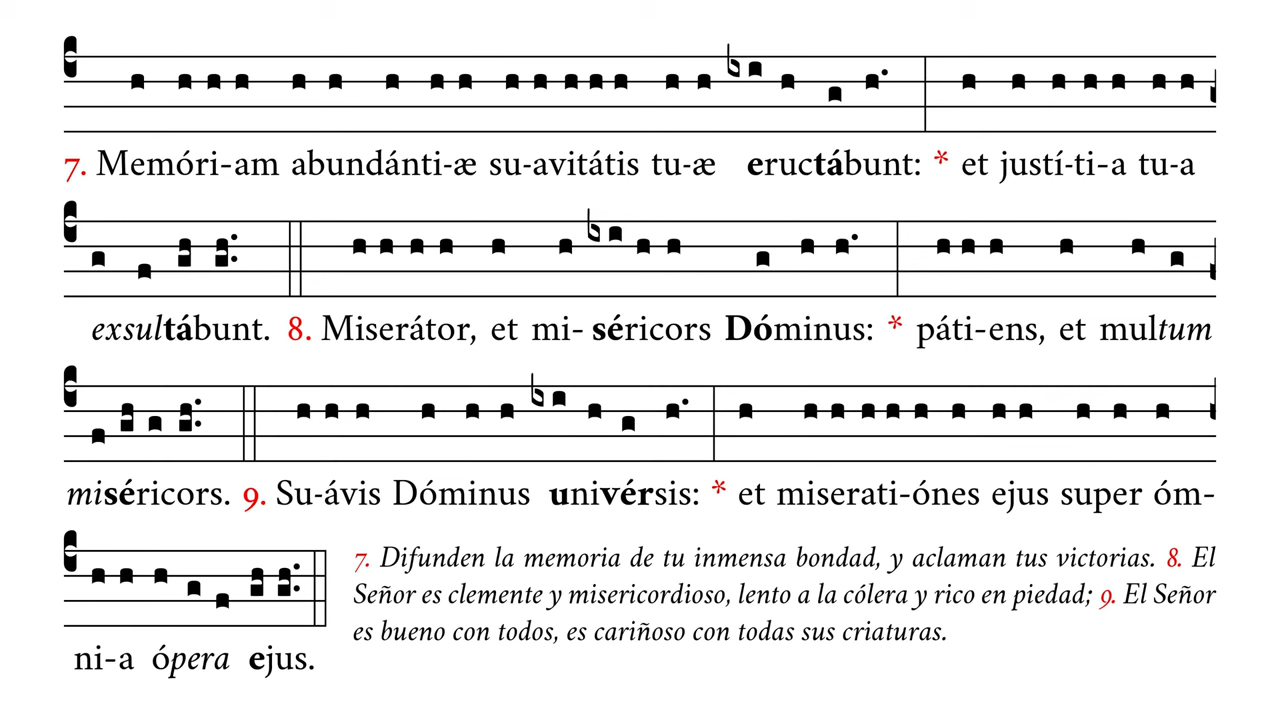 7. Memóri-am abundánti-æ su-avitátis tu-æ eructábunt: * et justí-ti-a tu-a
exsultábunt. 8. Miserátor, et mi-séricors Dóminus: * páti-ens, et multum
miséricors. 9. Su-ávis Dóminus univérsis: * et miserati-ónes ejus super óm-
ni-a ópera ejus.
7. Difunden la memoria de tu inmensa bondad, y aclaman tus victorias. 8. El
Señor es clemente y misericordioso, lento a la cólera y rico en piedad; 9. El Señor
es bueno con todos, es cariñoso con todas sus criaturas.